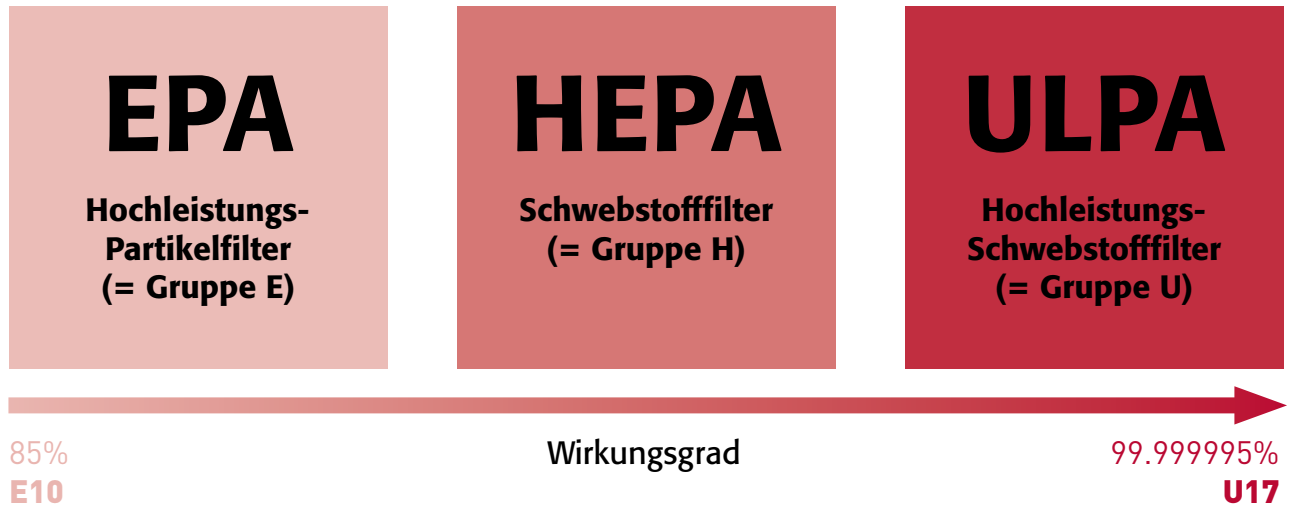 EPA
Hochleistungs-
Partikelfilter
(= Gruppe E)
HEPA
Schwebstofffilter
(= Gruppe H)
ULPA
Hochleistungs-
Schwebstofffilter
(= Gruppe U)
85%
E10
Wirkungsgrad
99.999995%
U17